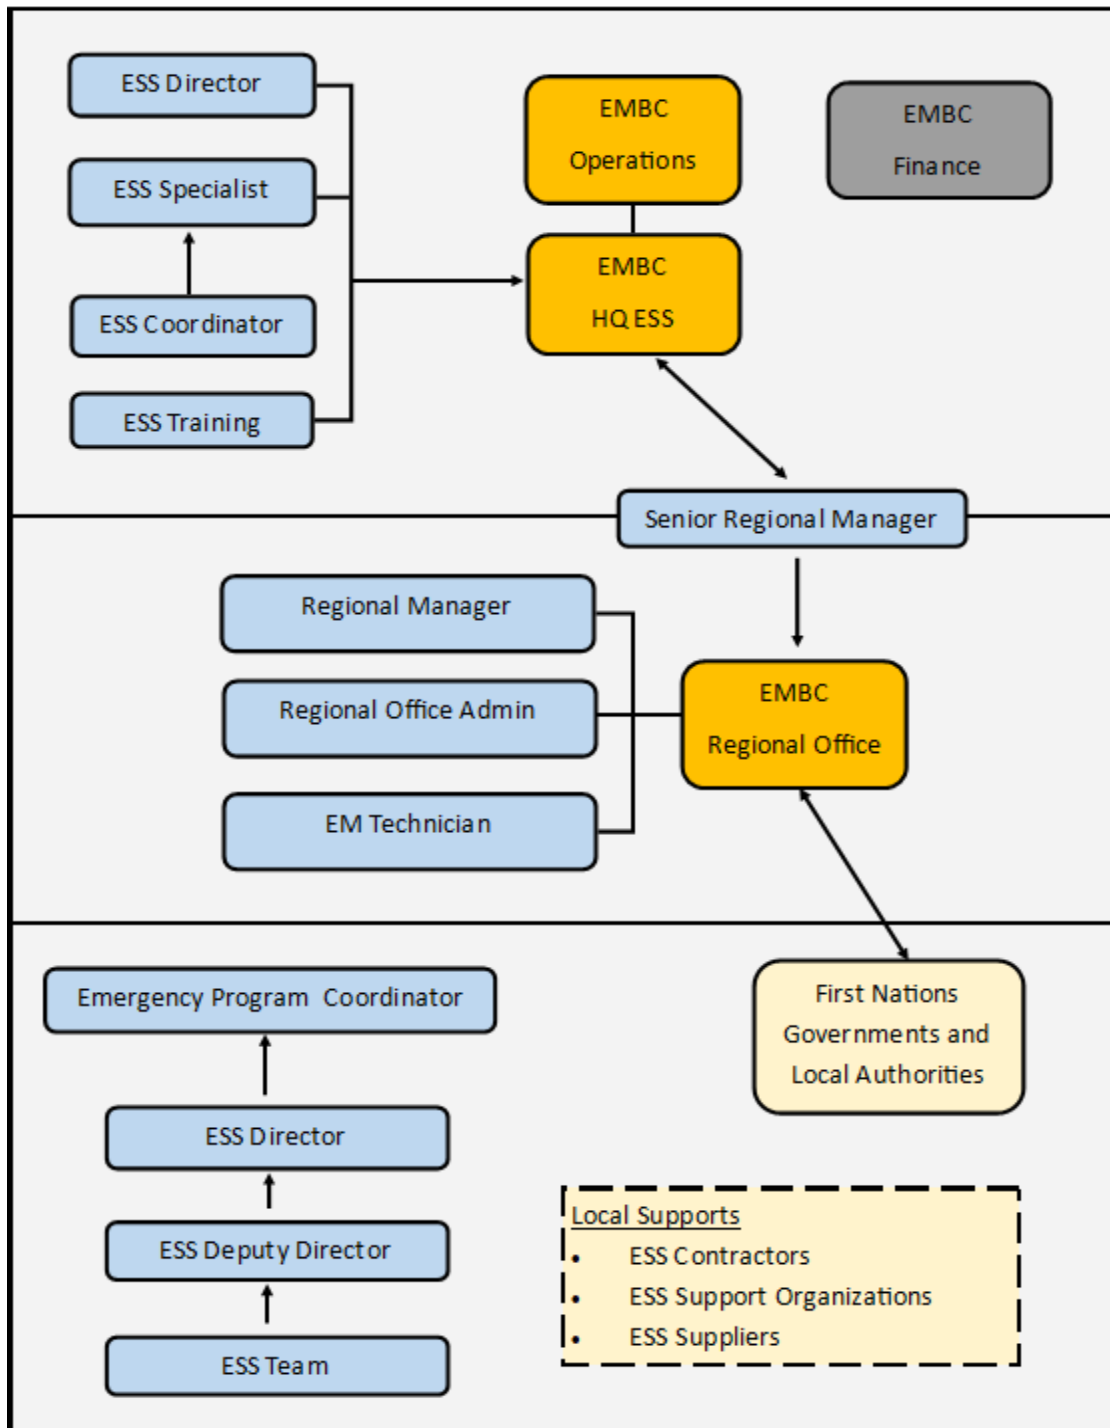 ESS Director
EMBC
Operations
EMBC
Finance
ESS Specialist
EMBC
HQ ESS
ESS Coordinator
ESS Training
Senior Regional Manager
Regional Manager
Regional Office Admin
EMBC
Regional Office
EM Technician
Emergency Program Coordinator
First Nations
Governments and
Local Authorities
ESS Director
ESS Deputy Director
ESS Team
Local Supports
• ESS Contractors
• ESS Support Organizations
• ESS Suppliers